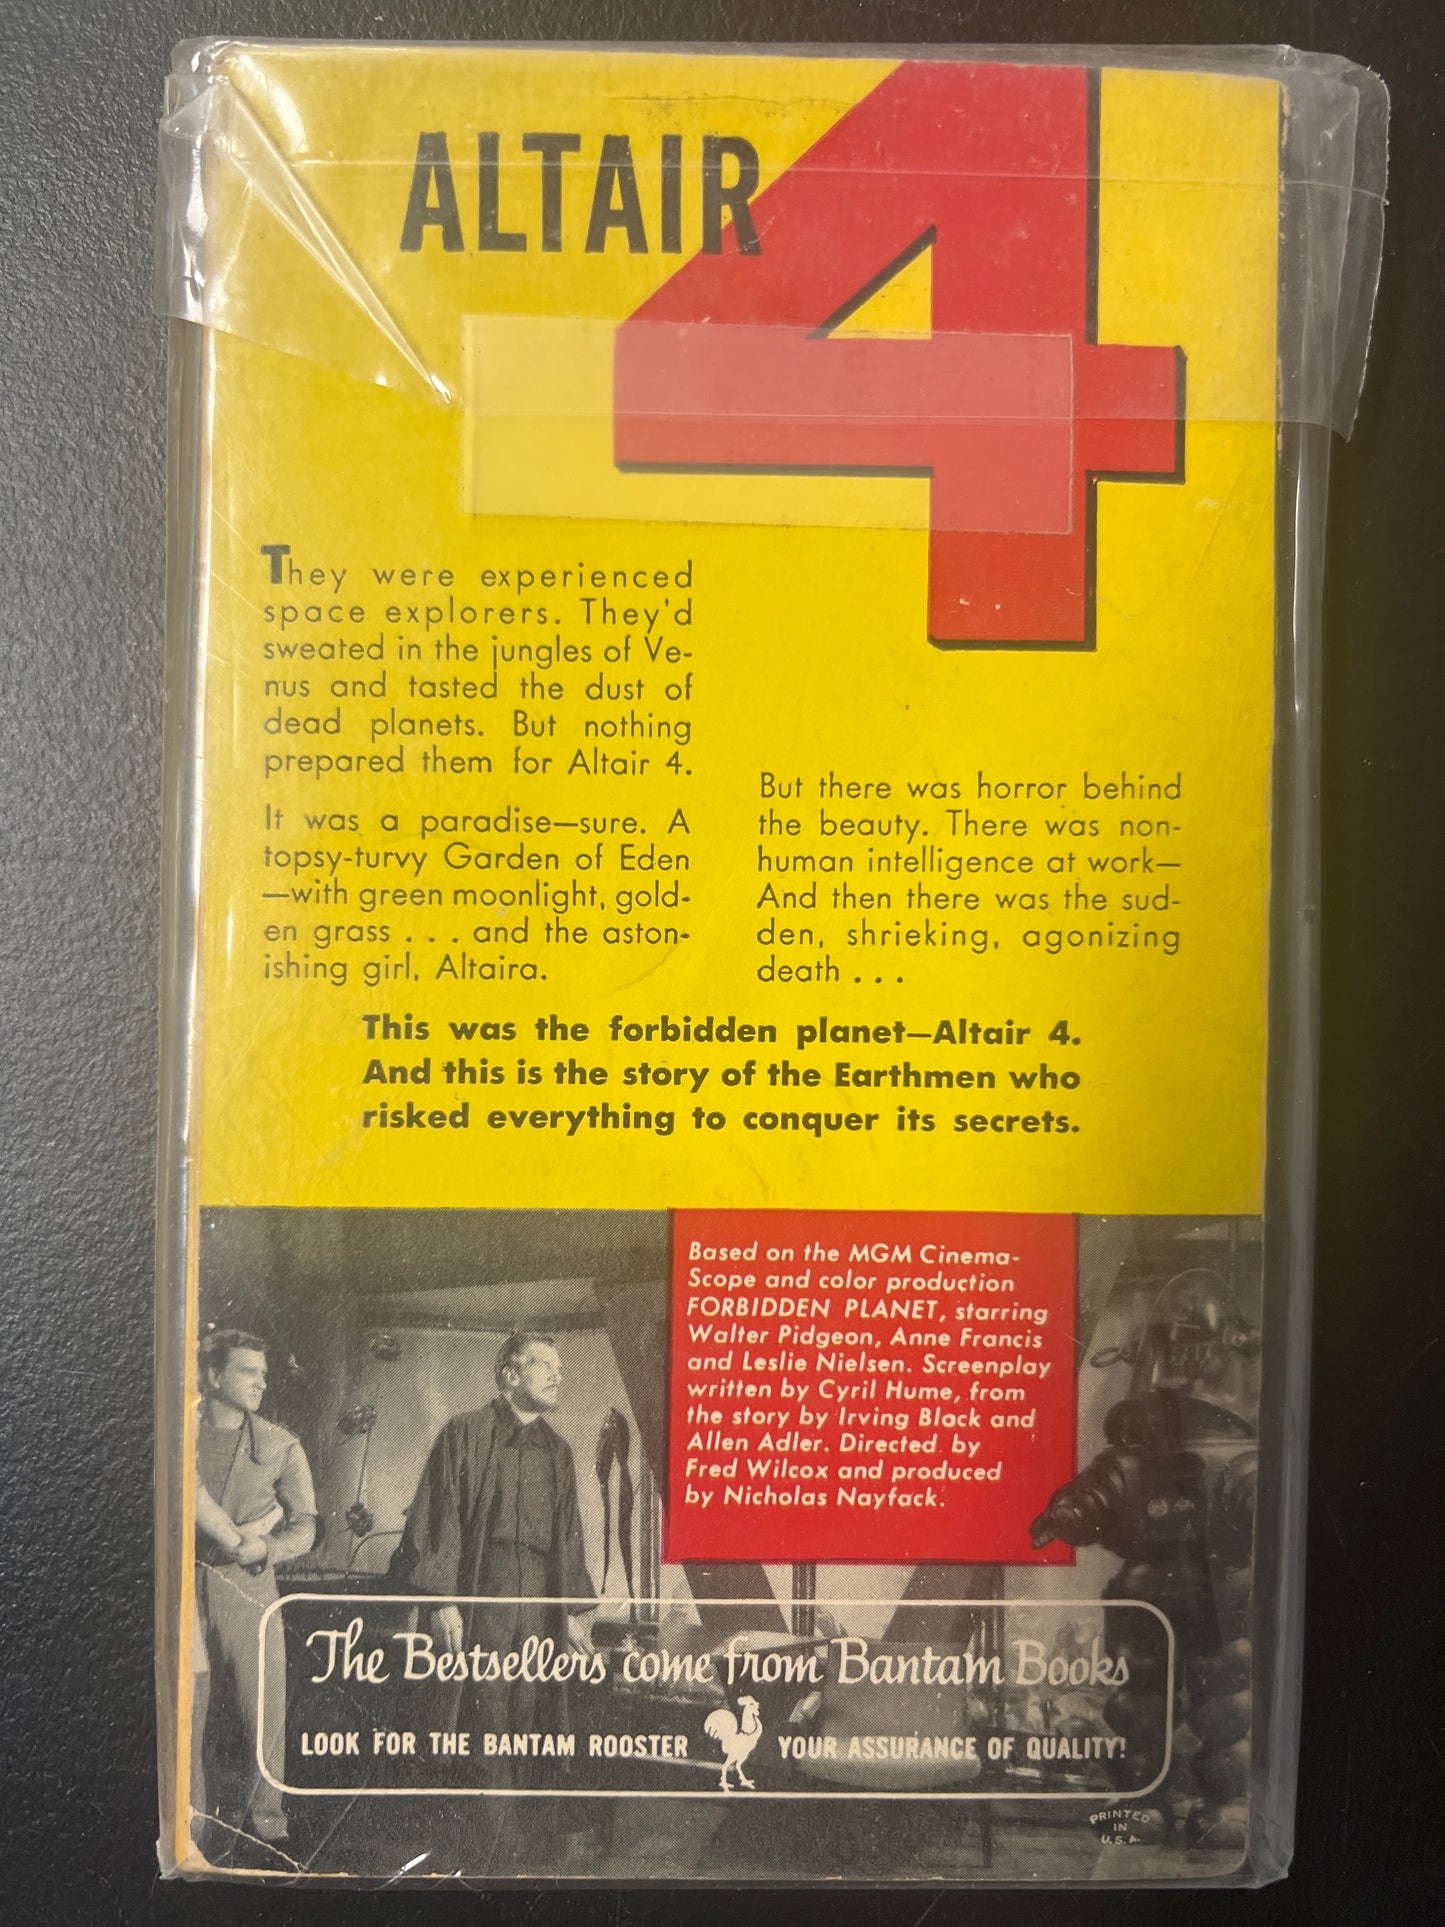 ALTAIR 4
They were experienced
space explorers. They'd
sweated in the jungles of Ve-
nus and tasted the dust of
dead planets. But nothing
prepared them for Altair 4.
It was a paradise—sure. A
topsy-turvy Garden of Eden
—with green moonlight, gold-
en grass . . . and the aston-
ishing girl, Altaira.
But there was horror behind
the beauty. There was non-
human intelligence at work—
And then there was the sud-
den, shrieking, agonizing
death . . .
This was the forbidden planet—Altair 4.
And this is the story of the Earthmen who
risked everything to conquer its secrets.
Based on the MGM Cinema-
Scope and color production
FORBIDDEN PLANET, starring
Walter Pidgeon, Anne Francis
and Leslie Nielsen. Screenplay
written by Cyril Hume, from
the story by Irving Block and
Allen Adler. Directed by
Fred Wilcox and produced
by Nicholas Nayfack.
The Bestsellers come from Bantam Books
LOOK FOR THE BANTAM ROOSTER YOUR ASSURANCE OF QUALITY!
PRINTED
IN
U.S.A.